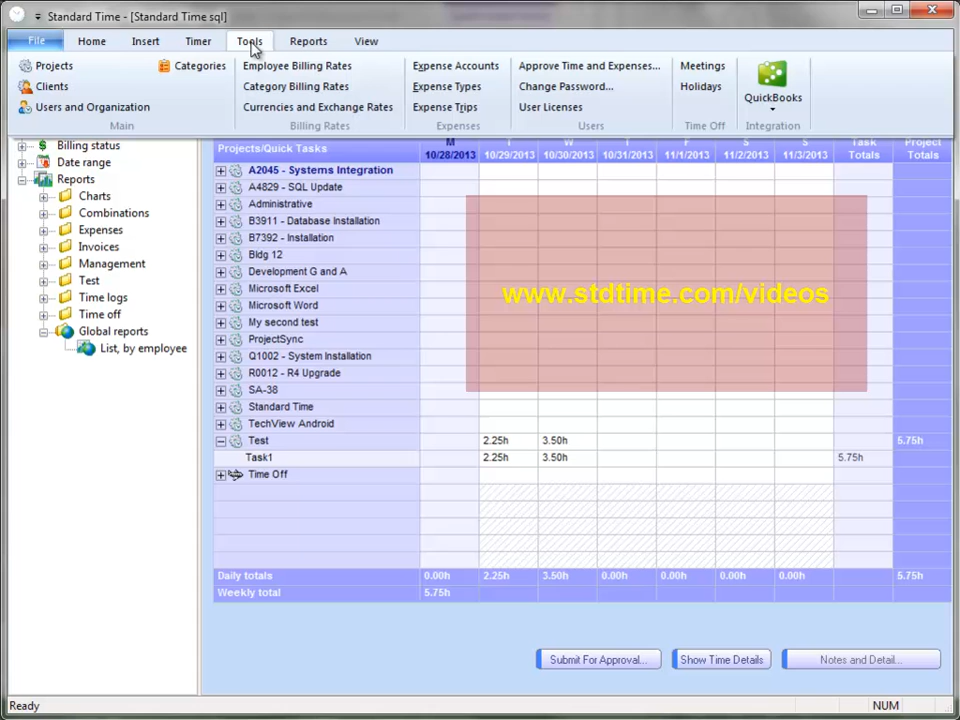 Standard Time - [Standard Time sql]
File Home Insert Timer Tools Reports View
Projects Categories Employee Billing Rates Expense Accounts Approve Time and Expenses... Meetings
Clients Category Billing Rates Expense Types Change Password... Holidays QuickBooks
Users and Organization Currencies and Exchange Rates Expense Trips User Licenses
Main Billing Rates Expenses Users Time Off Integration
Billing status
Date range
Reports
Charts
Combinations
Expenses
Invoices
Management
Test
Time logs
Time off
Global reports
List, by employee
M T W T F S S Task Project
Projects/Quick Tasks 10/28/2013 10/29/2013 10/30/2013 10/31/2013 11/1/2013 11/2/2013 11/3/2013 Totals Totals
A2045 - Systems Integration
A4829 - SQL Update
Administrative
B3911 - Database Installation
B7392 - Installation
Bldg 12
Development G and A
Microsoft Excel
Microsoft Word
My second test
ProjectSync
Q1002 - System Installation
R0012 - R4 Upgrade
SA-38
Standard Time
TechView Android
Test 2.25h 3.50h 5.75h
Task1 2.25h 3.50h 5.75h
Time Off
www.stdtime.com/videos
Daily totals 0.00h 2.25h 3.50h 0.00h 0.00h 0.00h 0.00h 5.75h
Weekly total 5.75h
Submit For Approval... Show Time Details Notes and Detail...
Ready NUM